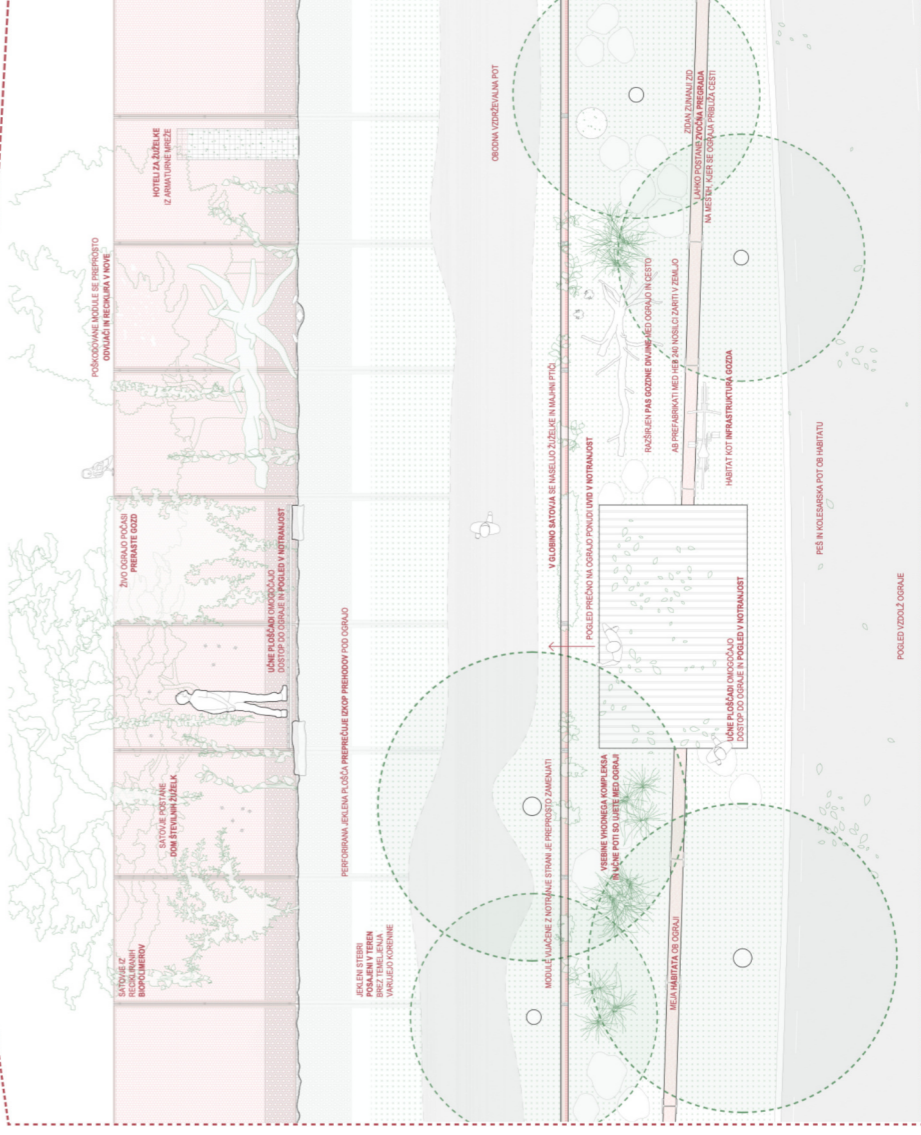 OBODNA VZDRŽEVALNA POT
ZIDAN ZUNANJI ZID
LAHKO POSTANE ZVOČNA PREGRADA
NA MESTIH, KJER SE OGRAJA PRIBLIŽA CESTI
HOTELI ZA ŽUŽELKE
IZ ARMATURNE MREŽE
POŠKODOVANE MODULE SE PREPROSTO
ODVIJAČI IN RECIKLIRA V NOVE
RAZŠIRJEN PAS GOZDNE DIVJINE MED OGRAJO IN CESTO
AB PREFABRIKATI MED HEB 240 NOSILCI ZARITI V ZEMLJO
HABITAT KOT INFRASTRUKTURA GOZDA
V GLOBINO SATOVJA SE NASELIJO ŽUŽELKE IN MAJHNI PTIČI
POGLED PREČNO NA OGRAJO PONUDI UVID V NOTRANJOST
PEŠ IN KOLESARSKA POT OB HABITATU
ŽIVO OGRAJO POČASI
PRERASTE GOZD
UČNE PLOŠČADI OMOGOČAJO
DOSTOP DO OGRAJE IN POGLED V NOTRANJOST
UČNE PLOŠČADI OMOGOČAJO
DOSTOP DO OGRAJE IN POGLED V NOTRANJOST
POGLED VZDOLŽ OGRAJE
PERFORIRANA JEKLENA PLOŠČA PREPREČUJE IZKOP PREHODOV POD OGRAJO
SATOVJE POSTANE
DOM ŠTEVILNIH ŽUŽELK
MODULE VIJAČENE Z NOTRANJE STRANI JE PREPROSTO ZAMENJATI
VSEBINE VHODNEGA KOMPLEKSA
IN UČNE POTI SO UJETE MED OGRAJI
SATOVJE IZ
RECIKLIRANIH
BIOPOLIMEROV
JEKLENI STEBRI
POSAJENI V TEREN
BREZ TEMELJENJA
VARUJEJO KORENINE
MEJA HABITATA OB OGRAJI